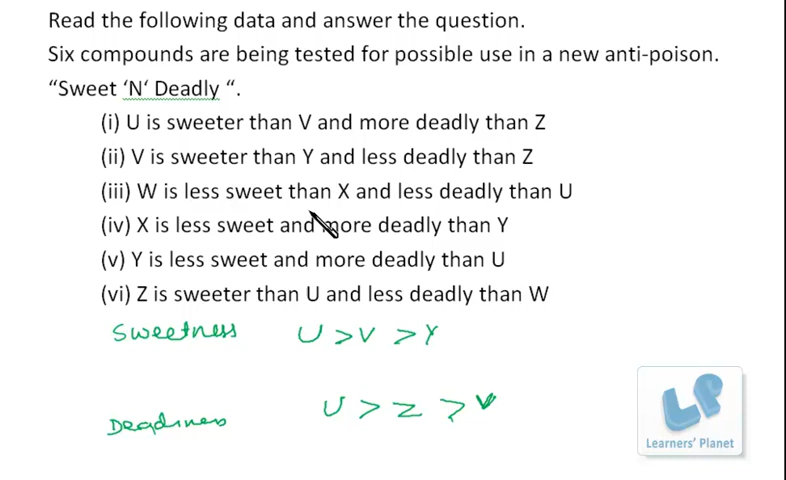 Read the following data and answer the question.
Six compounds are being tested for possible use in a new anti-poison.
“Sweet ‘N‘ Deadly “.
(i) U is sweeter than V and more deadly than Z
(ii) V is sweeter than Y and less deadly than Z
(iii) W is less sweet than X and less deadly than U
(iv) X is less sweet and more deadly than Y
(v) Y is less sweet and more deadly than U
(vi) Z is sweeter than U and less deadly than W
Sweetness U > V > Y
Deadliness U > Z > V
LP
Learners’ Planet